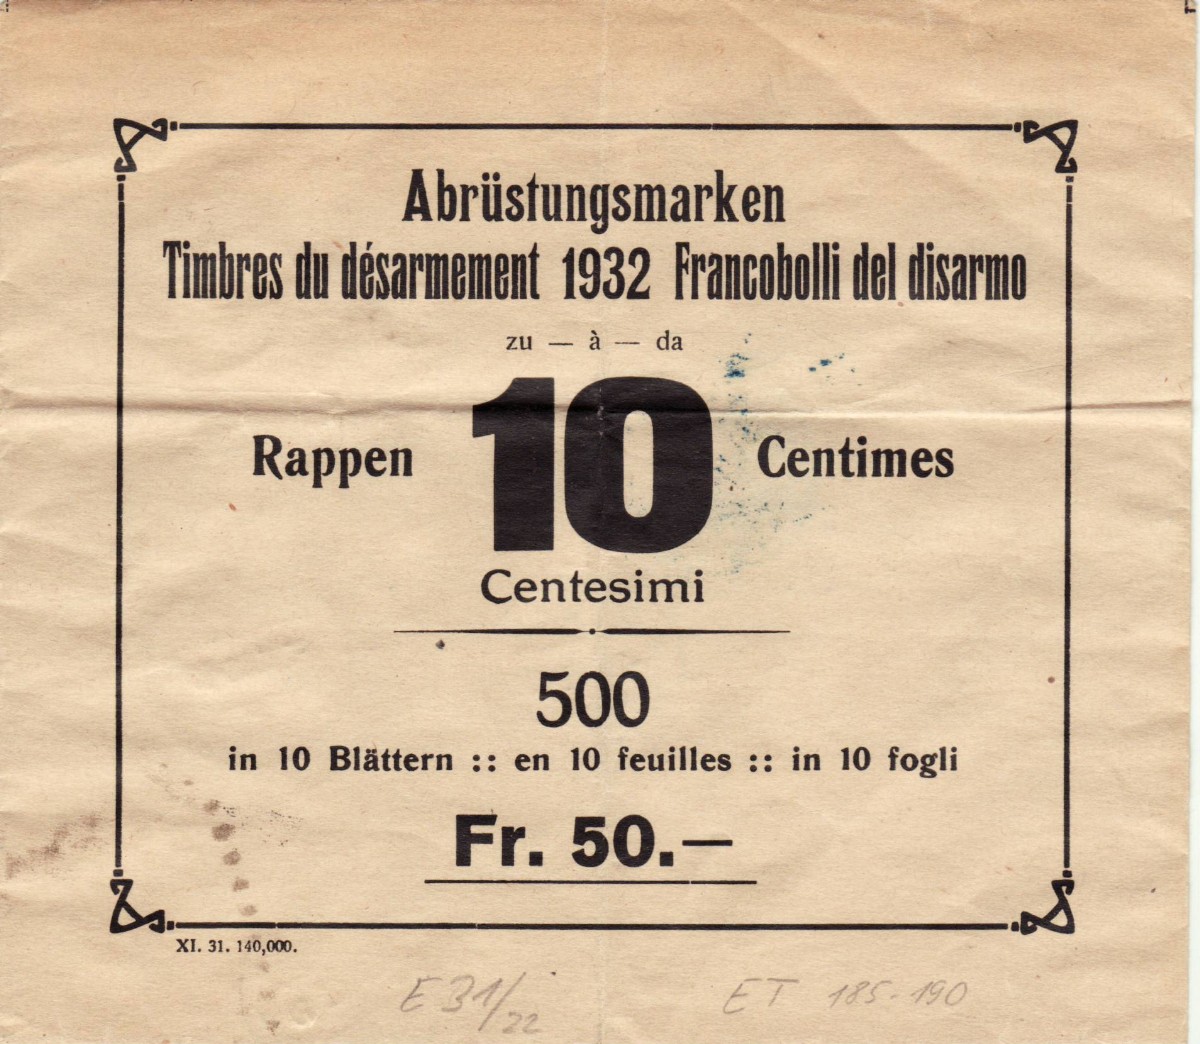 Abrüstungsmarken
Timbres du désarmement 1932 Francobolli del disarmo
zu — à — da
Rappen 10 Centimes
Centesimi
500
in 10 Blättern :: en 10 feuilles :: in 10 fogli
Fr. 50.—
XI. 31. 140,000.
E 31/22 ET 185-190